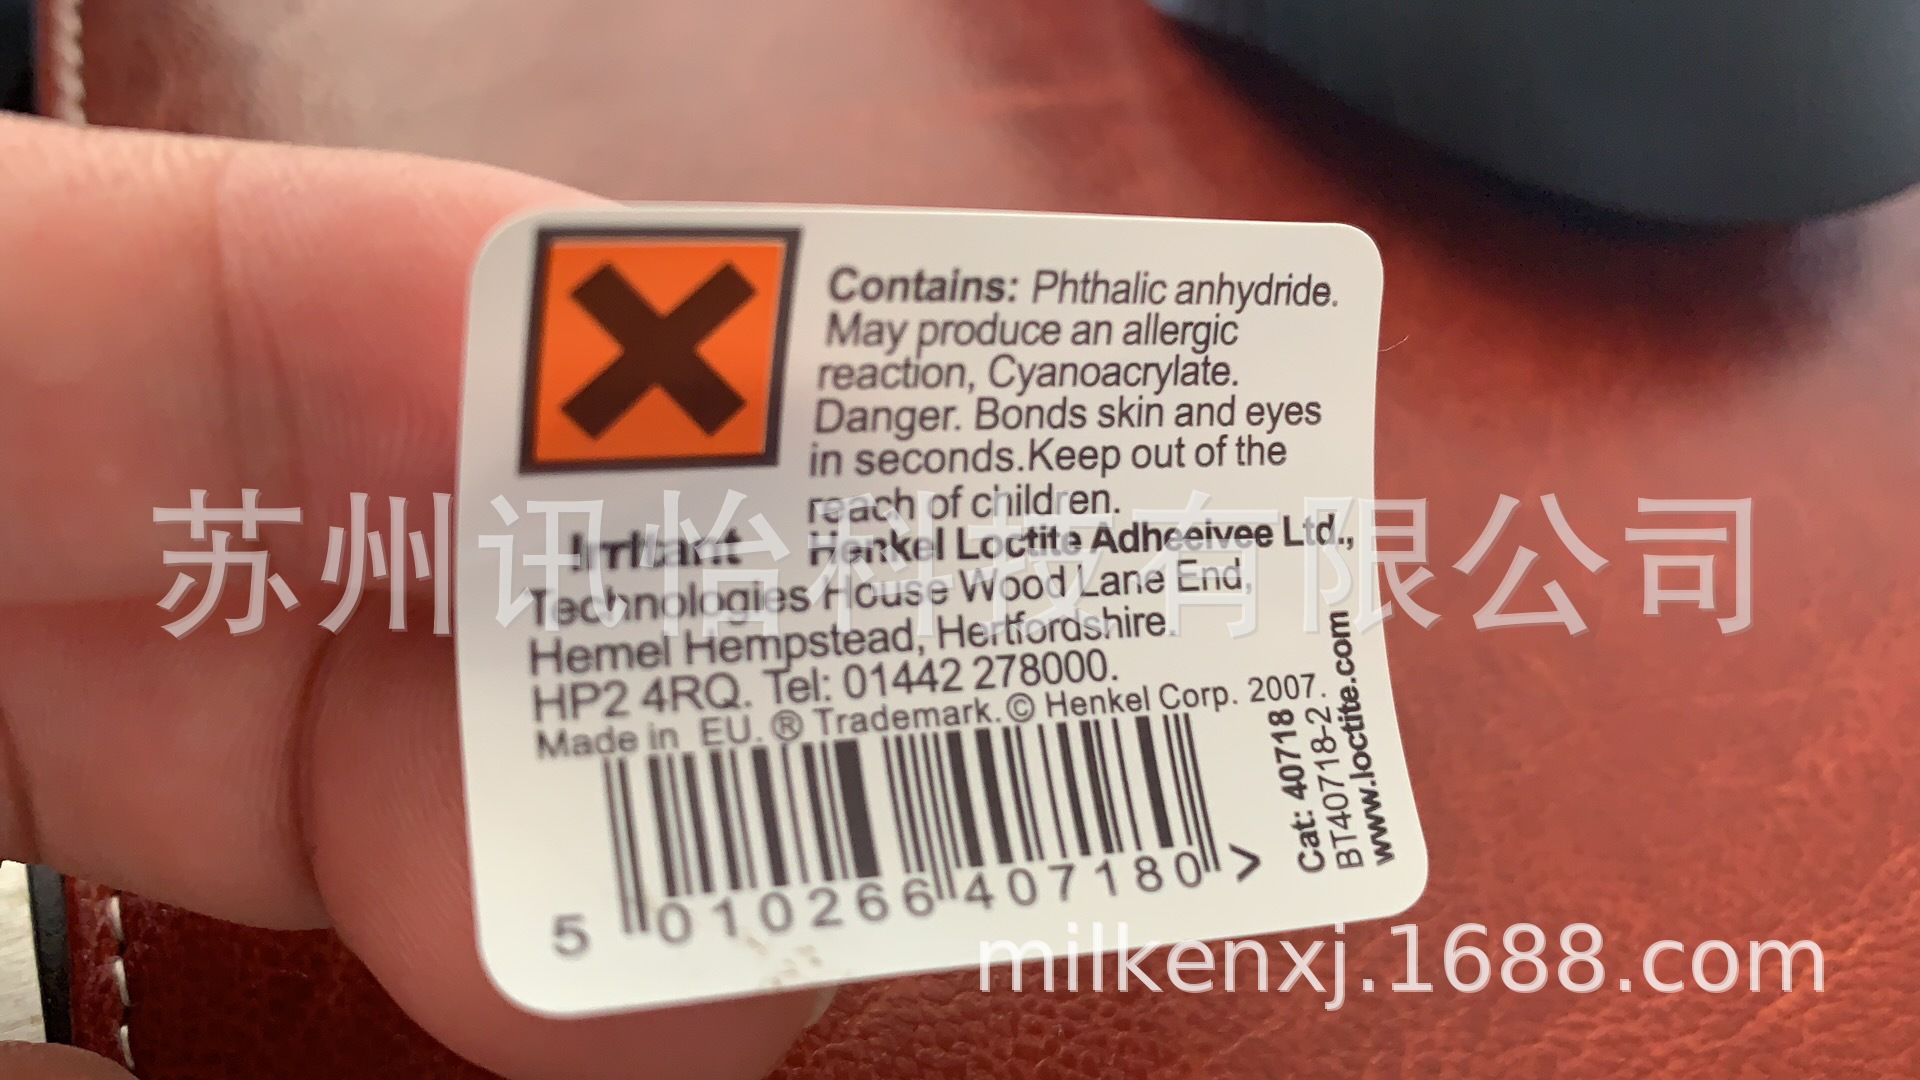 Contains: Phthalic anhydride.
May produce an allergic
reaction, Cyanoacrylate.
Danger. Bonds skin and eyes
in seconds.Keep out of the
reach of children.
Irritant Henkel Loctite Adheeivee Ltd.,
Technologies House Wood Lane End,
Hemel Hempstead, Hertfordshire.
HP2 4RQ. Tel: 01442 278000.
Made in EU. ® Trademark. © Henkel Corp. 2007.
5 010266 407180 >
Cat: 40718
BT40718-2
www.loctite.com
苏州讯怡科技有限公司
milkenxj.1688.com